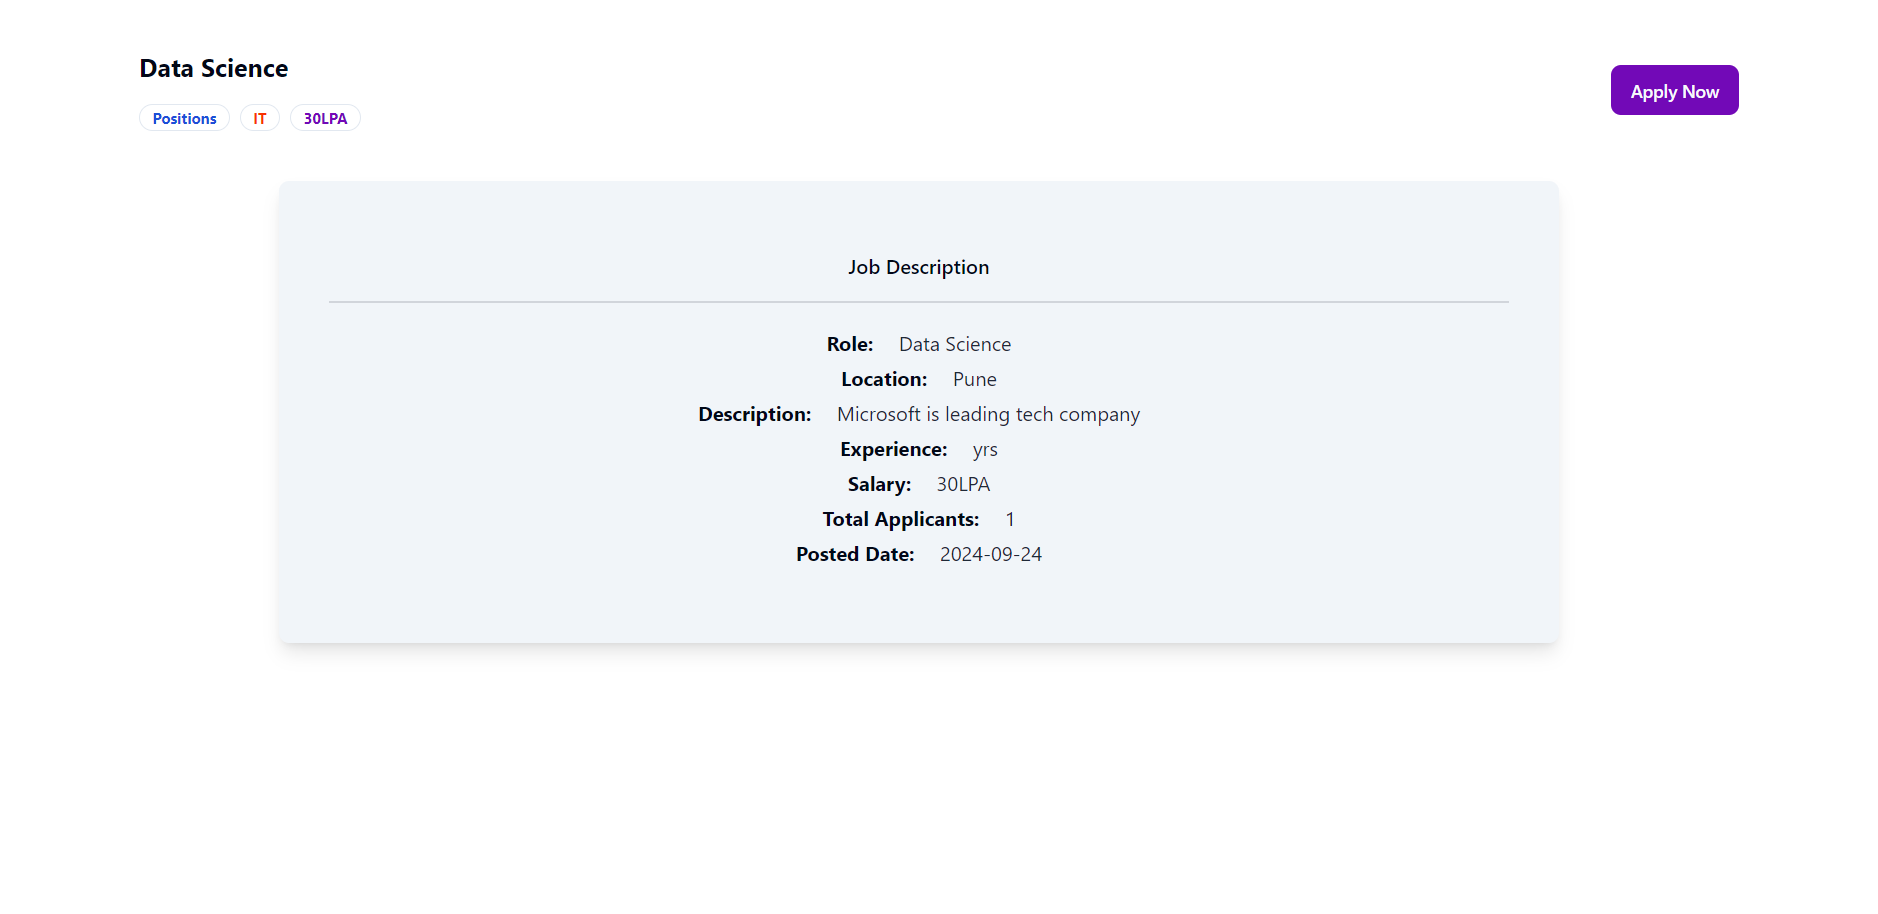 Data Science
Apply Now
Positions IT 30LPA
Job Description
Role: Data Science
Location: Pune
Description: Microsoft is leading tech company
Experience: yrs
Salary: 30LPA
Total Applicants: 1
Posted Date: 2024-09-24